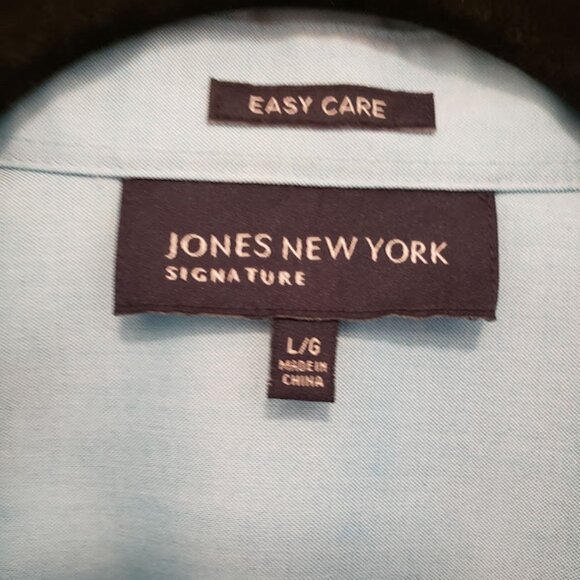 EASY CARE
JONES NEW YORK
SIGNATURE
L/G
MADE IN
CHINA